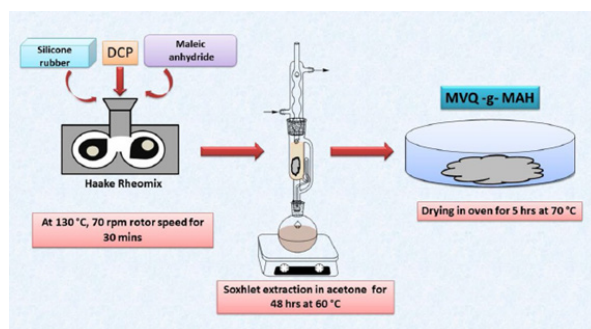 Silicone
rubber
DCP
Maleic
anhydride
Haake Rheomix
At 130 °C, 70 rpm rotor speed for
30 mins
Soxhlet extraction in acetone for
48 hrs at 60 °C
MVQ -g- MAH
Drying in oven for 5 hrs at 70 °C